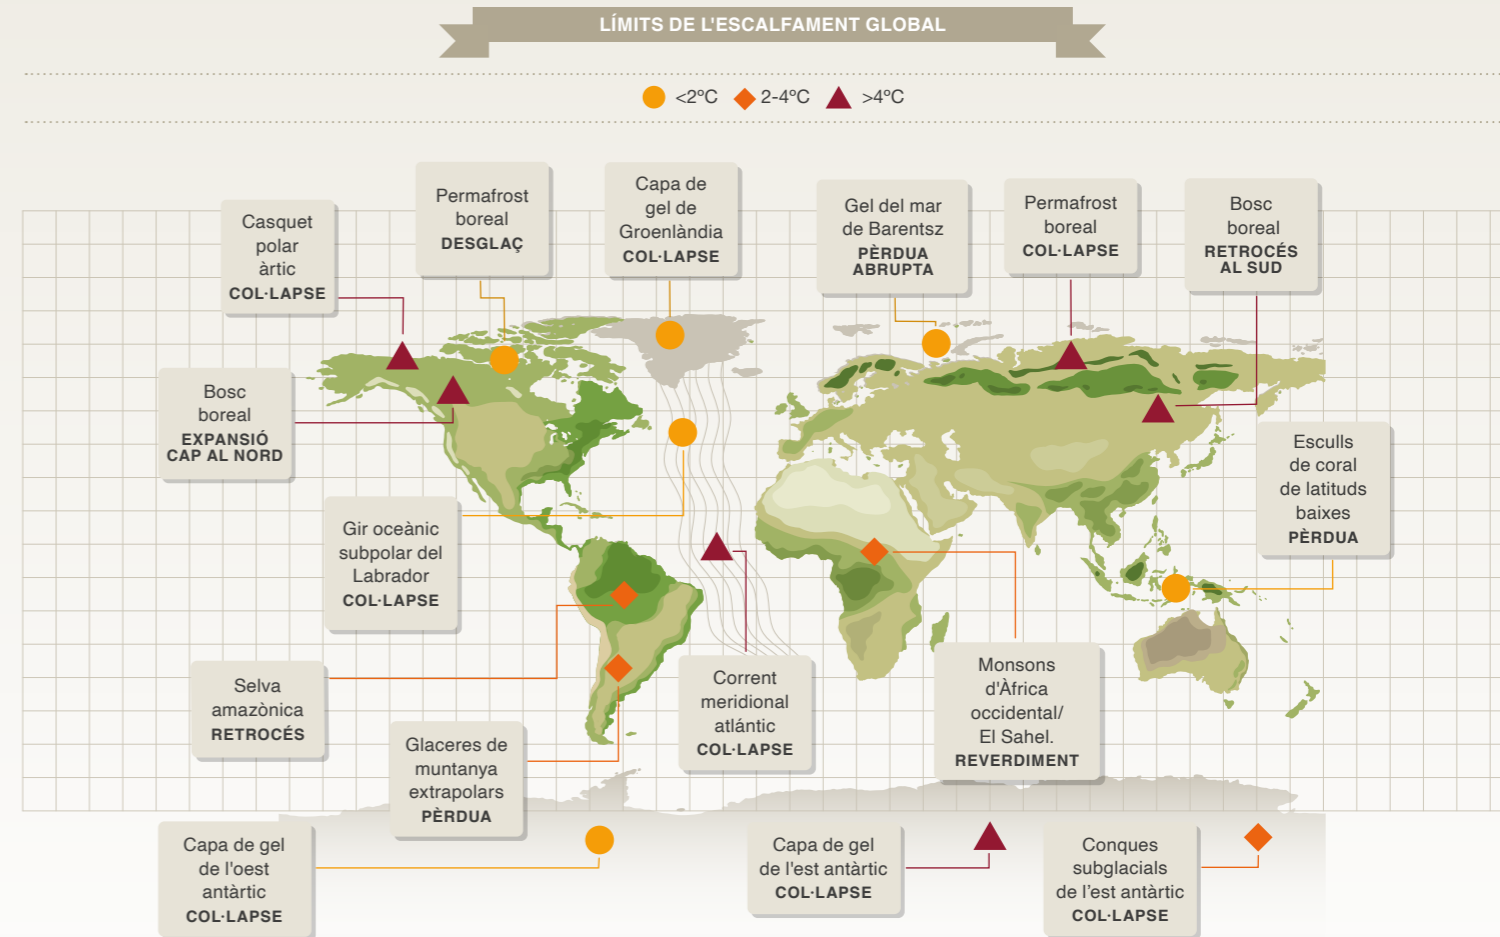 LÍMITS DE L'ESCALFAMENT GLOBAL
<2ºC
2-4ºC
>4ºC
Casquet
polar
àrtic
COL·LAPSE
Permafrost
boreal
DESGLAÇ
Capa de
gel de
Groenlàndia
COL·LAPSE
Gel del mar
de Barentsz
PÈRDUA
ABRUPTA
Permafrost
boreal
COL·LAPSE
Bosc
boreal
RETROCÉS
AL SUD
Bosc
boreal
EXPANSIÓ
CAP AL NORD
Esculls
de coral
de latituds
baixes
PÈRDUA
Gir oceànic
subpolar del
Labrador
COL·LAPSE
Selva
amazònica
RETROCÉS
Glaceres de
muntanya
extrapolars
PÈRDUA
Corrent
meridional
atlántic
COL·LAPSE
Monsons
d'Àfrica
occidental/
El Sahel.
REVERDIMENT
Capa de gel
de l'oest
antàrtic
COL·LAPSE
Capa de gel
de l'est antàrtic
COL·LAPSE
Conques
subglacials
de l’est antàrtic
COL·LAPSE